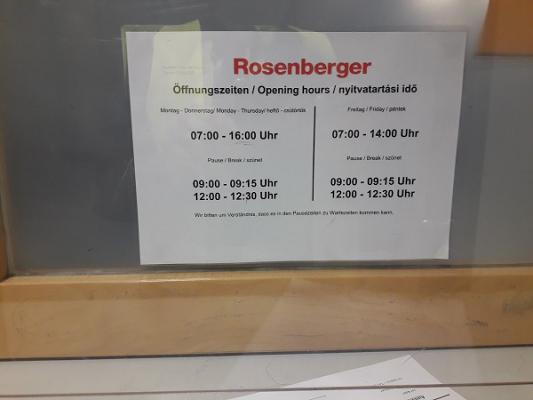 Rosenberger
Öffnungszeiten / Opening hours / nyitvatartási idő
Montag - Donnerstag/ Monday - Thursday/ hetfő - csütörtök
Freitag / Friday / péntek
07:00 - 16:00 Uhr
07:00 - 14:00 Uhr
Pause / Break / szünet
Pause / Break / szünet
09:00 - 09:15 Uhr
09:00 - 09:15 Uhr
12:00 - 12:30 Uhr
12:00 - 12:30 Uhr
Wir bitten um Verständnis, dass es in den Pausezeiten zu Wartezeiten kommen kann.